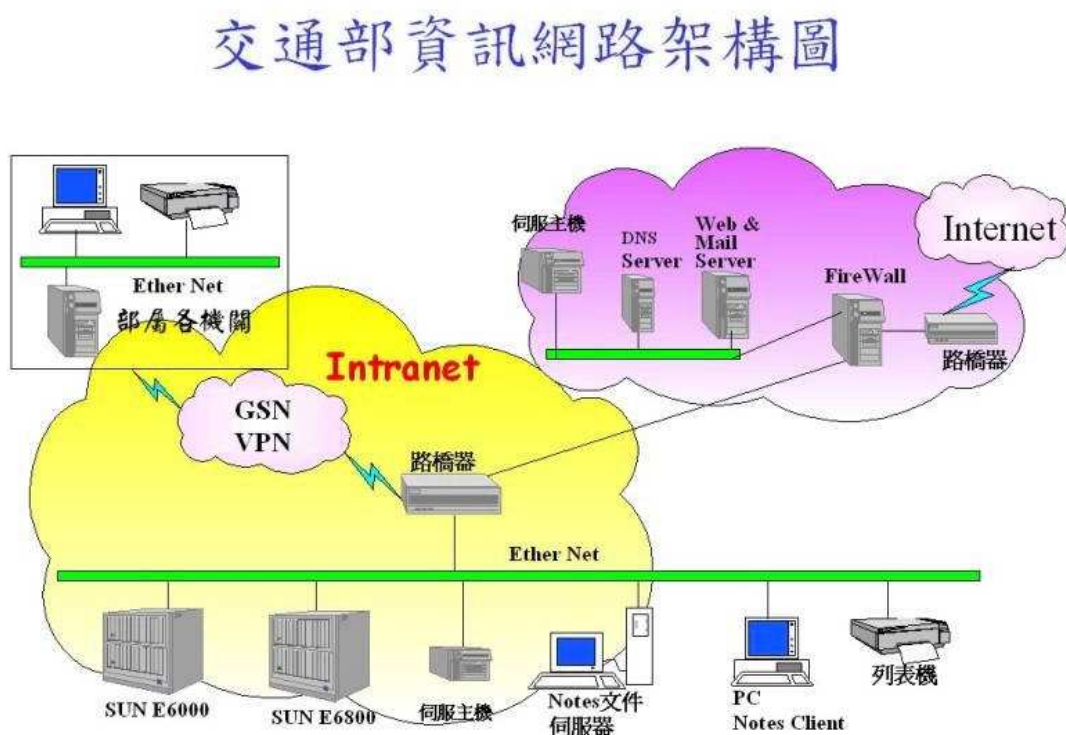 交通部資訊網路架構圖
Ether Net
部屬各機關
伺服主機
DNS
Server
Web &
Mail
Server
FireWall
Internet
路橋器
Intranet
GSN
VPN
路橋器
Ether Net
SUN E6000
SUN E6800
伺服主機
Notes文件
伺服器
PC
Notes Client
列表機